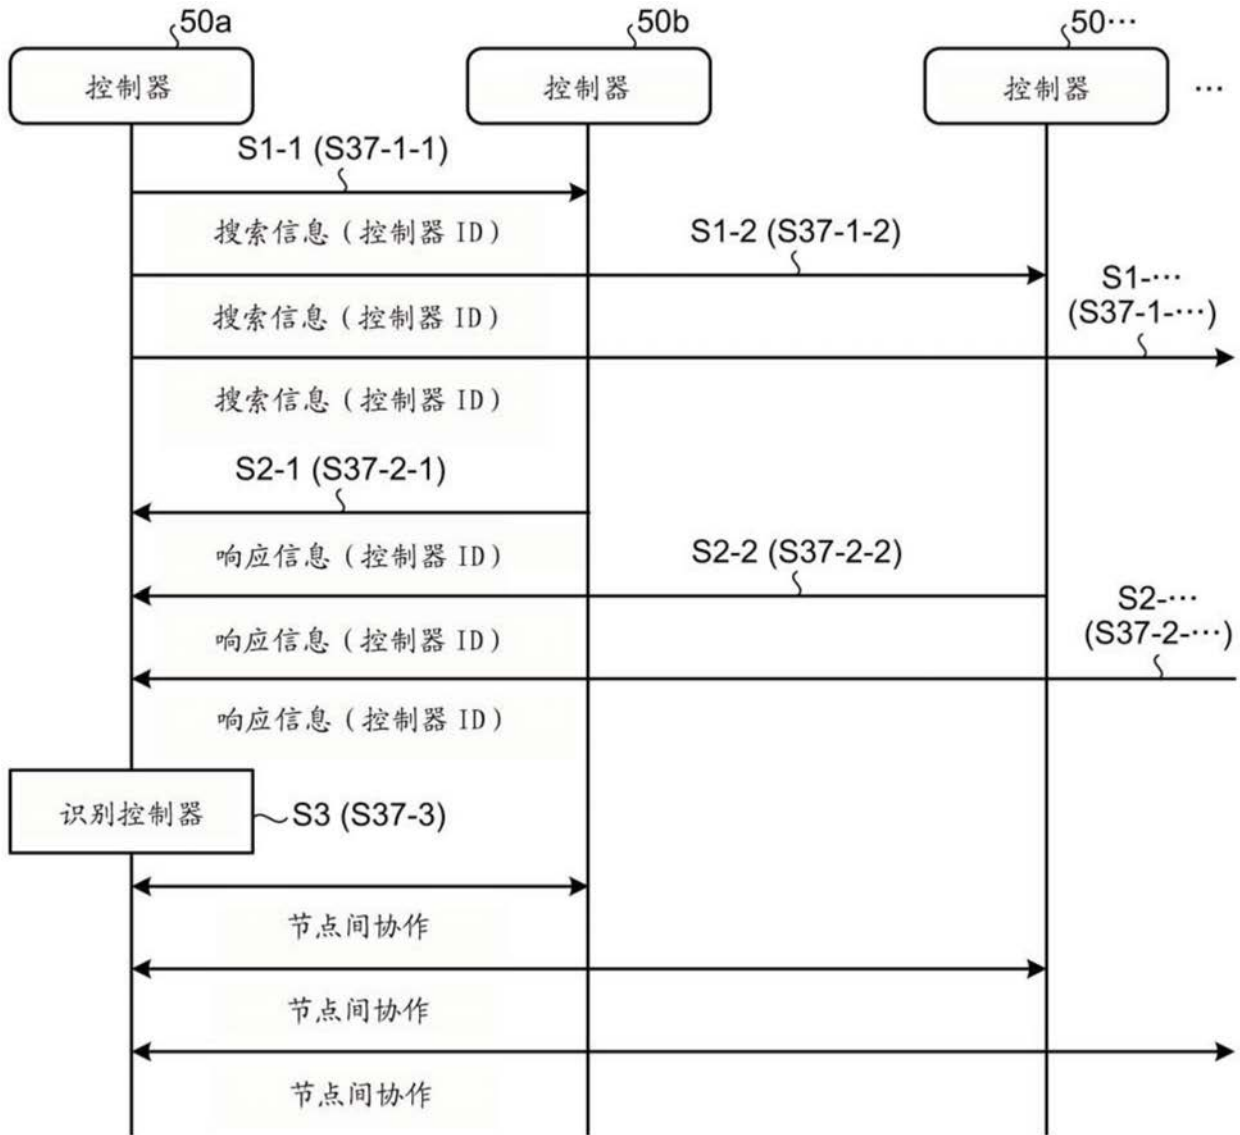 50a
50b
50…
控制器
控制器
控制器
…
S1-1 (S37-1-1)
搜索信息（控制器 ID）
S1-2 (S37-1-2)
搜索信息（控制器 ID）
S1-…
(S37-1-…)
搜索信息（控制器 ID）
S2-1 (S37-2-1)
响应信息（控制器 ID）
S2-2 (S37-2-2)
响应信息（控制器 ID）
S2-…
(S37-2-…)
响应信息（控制器 ID）
识别控制器
S3 (S37-3)
节点间协作
节点间协作
节点间协作